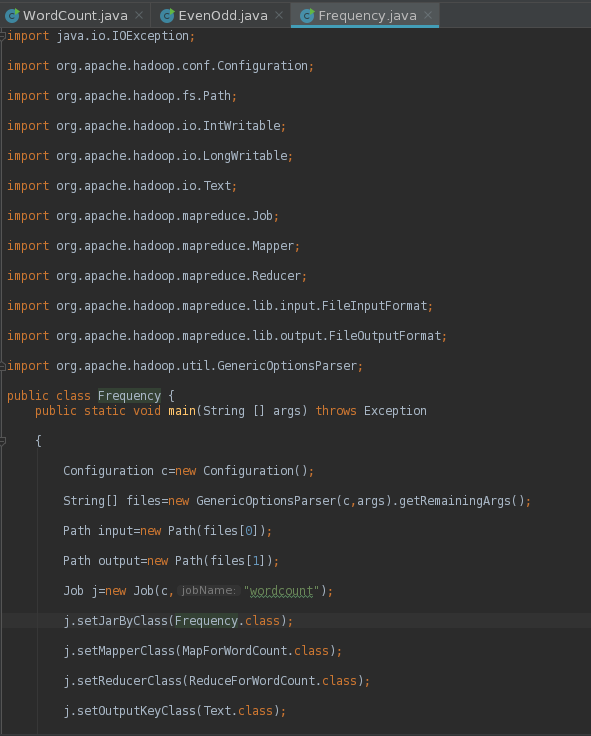 WordCount.java × EvenOdd.java × Frequency.java ×
import java.io.IOException;
import org.apache.hadoop.conf.Configuration;
import org.apache.hadoop.fs.Path;
import org.apache.hadoop.io.IntWritable;
import org.apache.hadoop.io.LongWritable;
import org.apache.hadoop.io.Text;
import org.apache.hadoop.mapreduce.Job;
import org.apache.hadoop.mapreduce.Mapper;
import org.apache.hadoop.mapreduce.Reducer;
import org.apache.hadoop.mapreduce.lib.input.FileInputFormat;
import org.apache.hadoop.mapreduce.lib.output.FileOutputFormat;
import org.apache.hadoop.util.GenericOptionsParser;
public class Frequency {
    public static void main(String [] args) throws Exception
    {
        Configuration c=new Configuration();
        String[] files=new GenericOptionsParser(c,args).getRemainingArgs();
        Path input=new Path(files[0]);
        Path output=new Path(files[1]);
        Job j=new Job(c, jobName: "wordcount");
        j.setJarByClass(Frequency.class);
        j.setMapperClass(MapForWordCount.class);
        j.setReducerClass(ReduceForWordCount.class);
        j.setOutputKeyClass(Text.class);